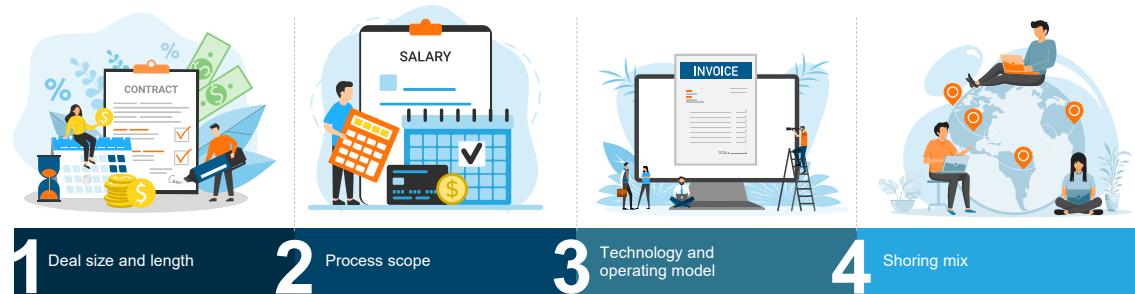 CONTRACT
SALARY
INVOICE
TOTAL
1 Deal size and length
2 Process scope
3 Technology and
operating model
4 Shoring mix